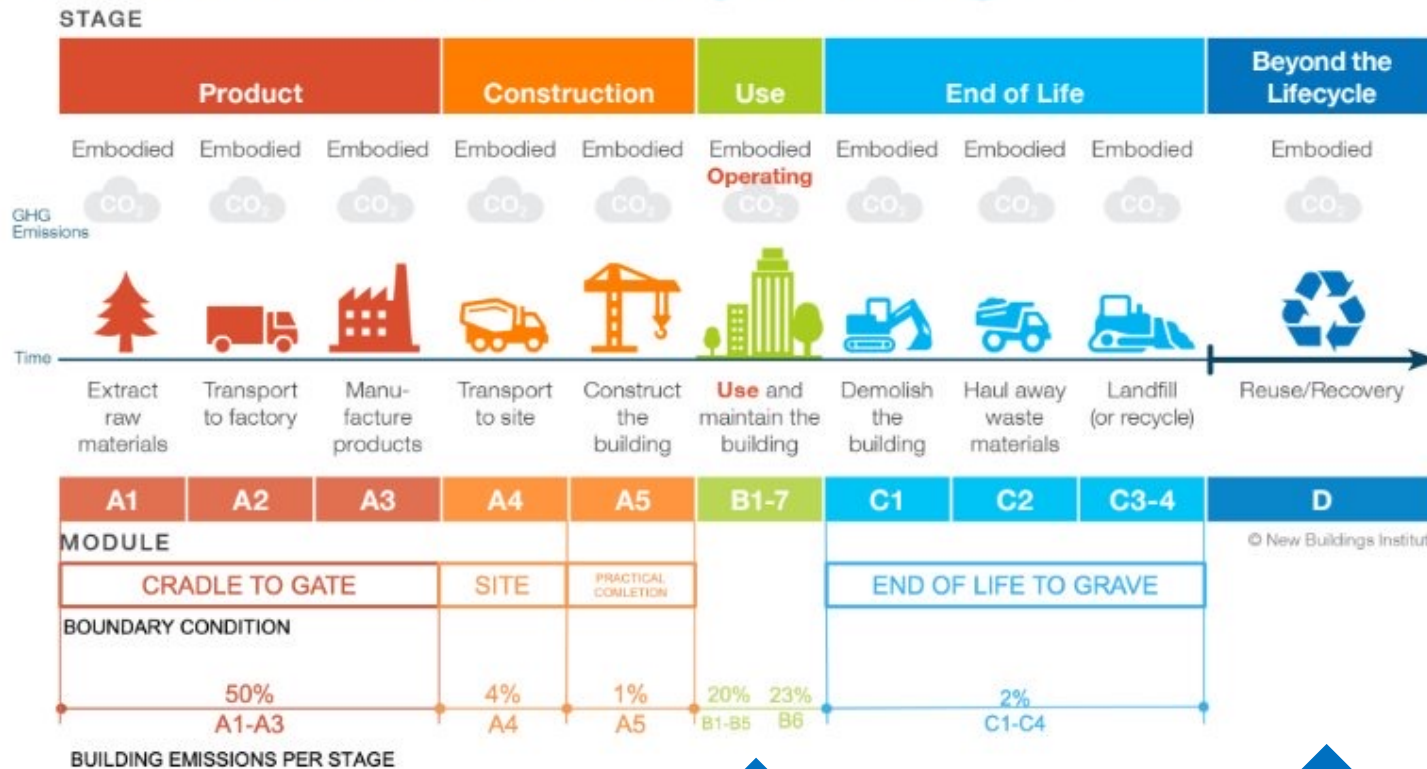 STAGE
Product
Construction
Use
End of Life
Beyond the
Lifecycle
Embodied
Embodied
Embodied
Embodied
Embodied
Embodied
Operating
Embodied
Embodied
Embodied
Embodied
GHG
Emissions
CO2
CO2
CO2
CO2
CO2
CO2
CO2
CO2
CO2
CO2
Time
Extract
raw
materials
Transport
to factory
Manu-
facture
products
Transport
to site
Construct
the
building
Use and
maintain the
building
Demolish
the
building
Haul away
waste
materials
Landfill
(or recycle)
Reuse/Recovery
A1
A2
A3
A4
A5
B1-7
C1
C2
C3-4
D
MODULE
© New Buildings Institut
CRADLE TO GATE
SITE
PRACTICAL
COMLETION
END OF LIFE TO GRAVE
BOUNDARY CONDITION
50%
A1-A3
4%
A4
1%
A5
20%
B1-B5
23%
B6
2%
C1-C4
BUILDING EMISSIONS PER STAGE